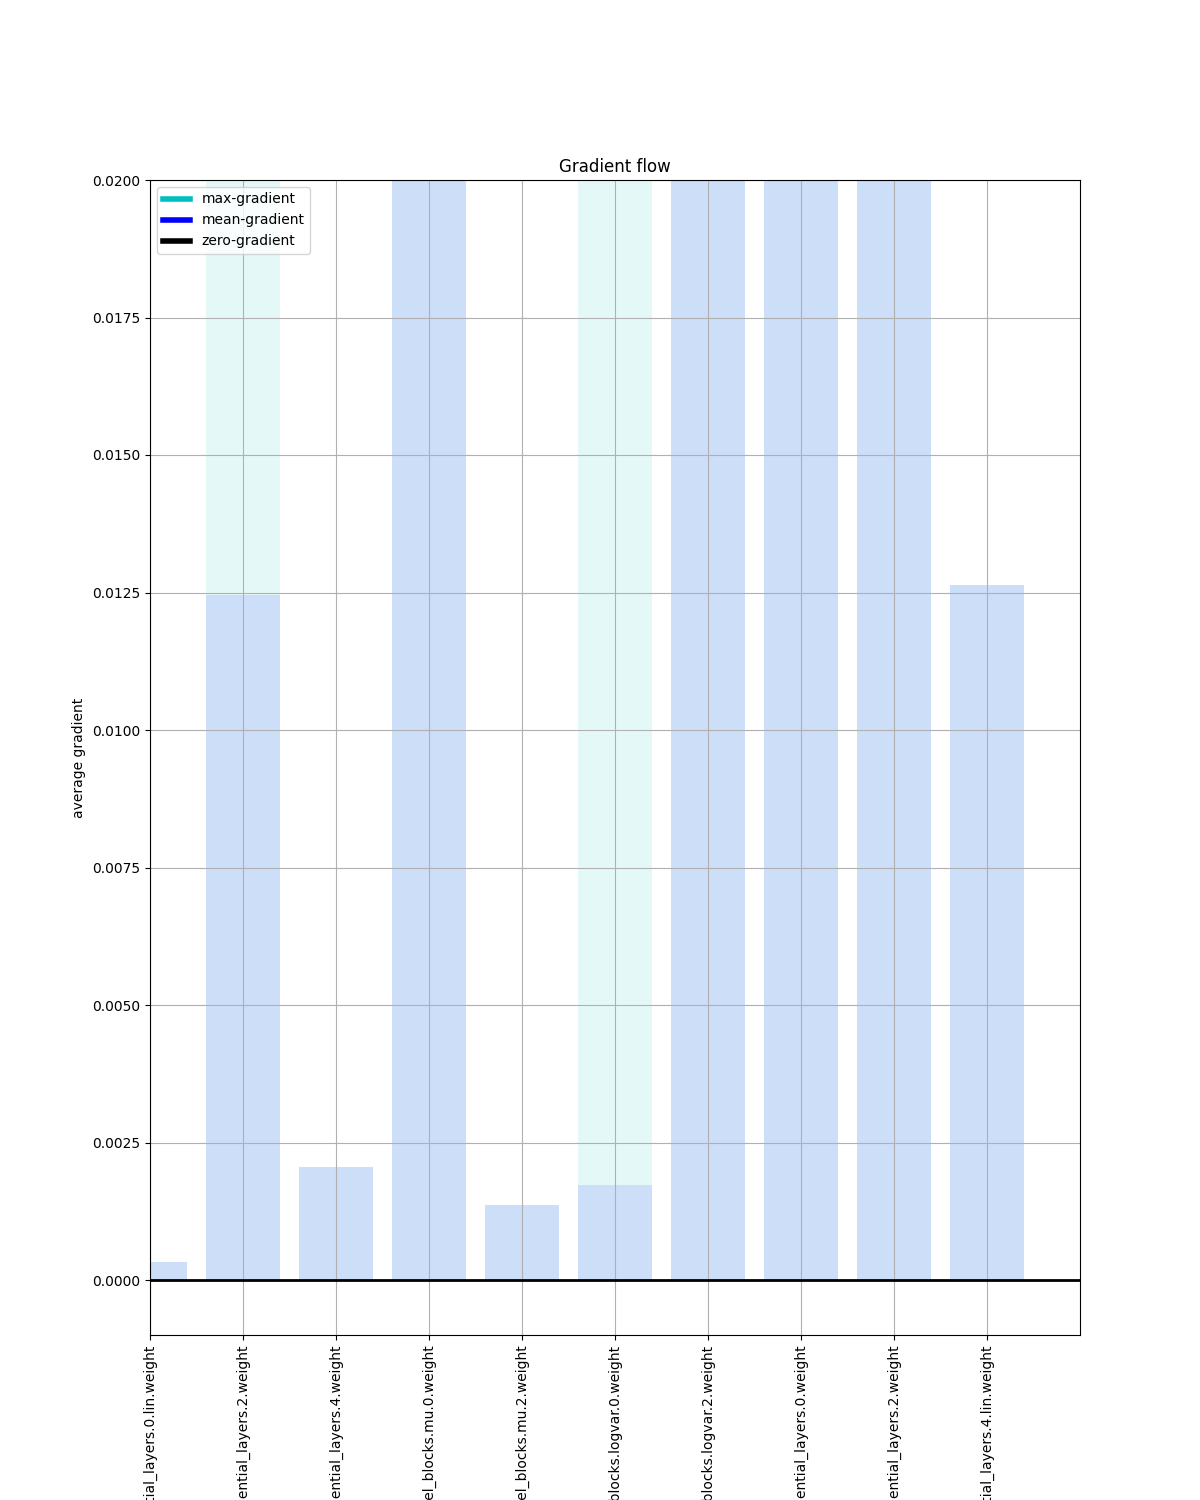 Gradient flow
max-gradient
mean-gradient
zero-gradient
0.0200
0.0175
0.0150
0.0125
0.0100
0.0075
0.0050
0.0025
0.0000
average gradient
tial_layers.0.lin.weight
ential_layers.2.weight
ential_layers.4.weight
el_blocks.mu.0.weight
el_blocks.mu.2.weight
blocks.logvar.0.weight
blocks.logvar.2.weight
ential_layers.0.weight
ential_layers.2.weight
tial_layers.4.lin.weight